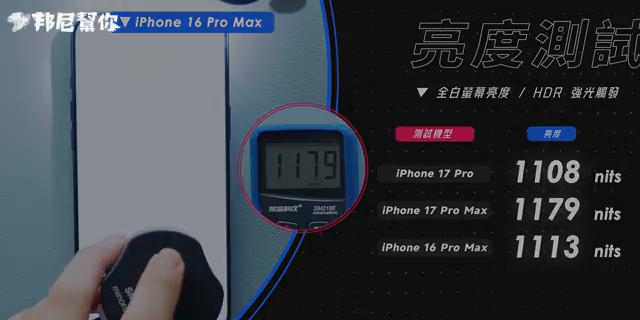 邦尼幫你
▼ iPhone 16 Pro Max
亮度測試
▼ 全白螢幕亮度 / HDR 強光觸發
測試機型 亮度
iPhone 17 Pro 1108 nits
iPhone 17 Pro Max 1179 nits
iPhone 16 Pro Max 1113 nits
1179
SM218E